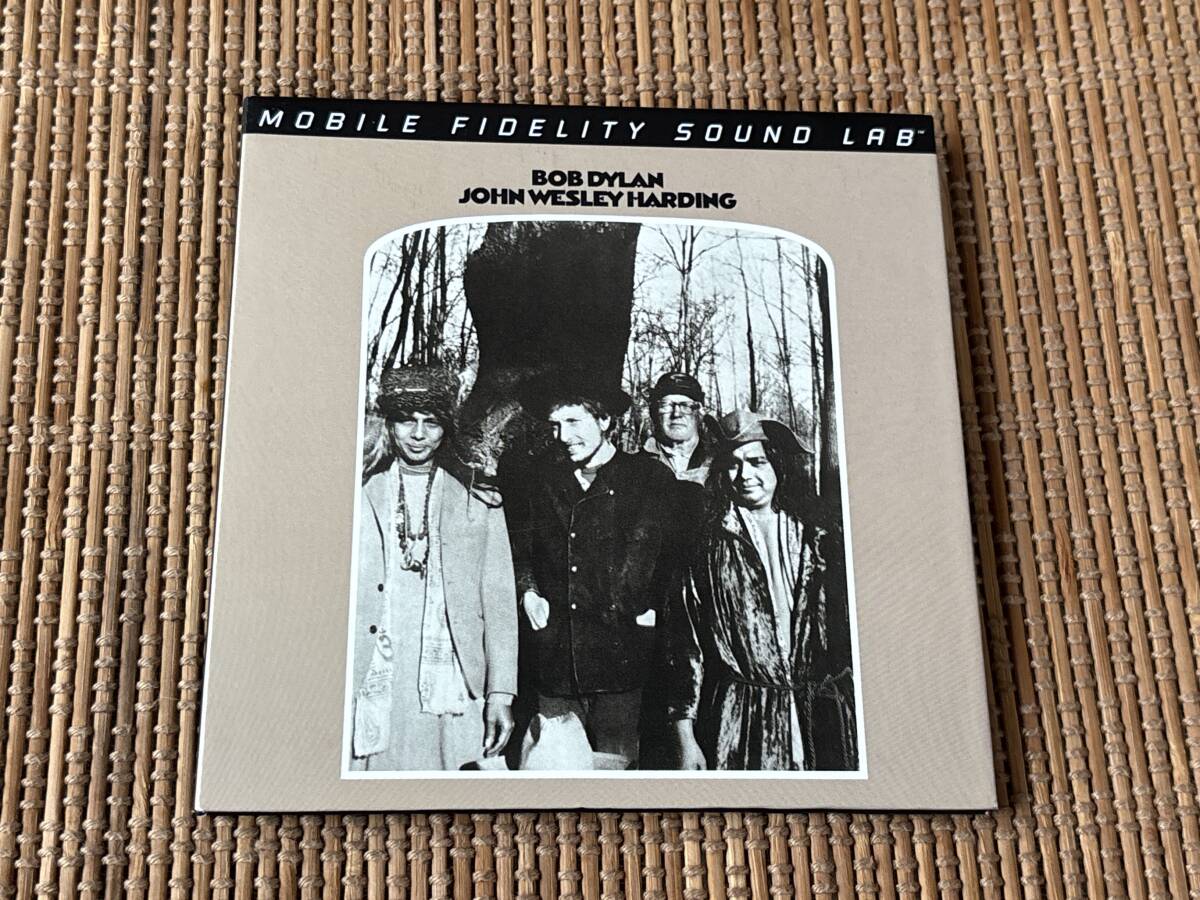 MOBILE FIDELITY SOUND LAB™
BOB DYLAN
JOHN WESLEY HARDING